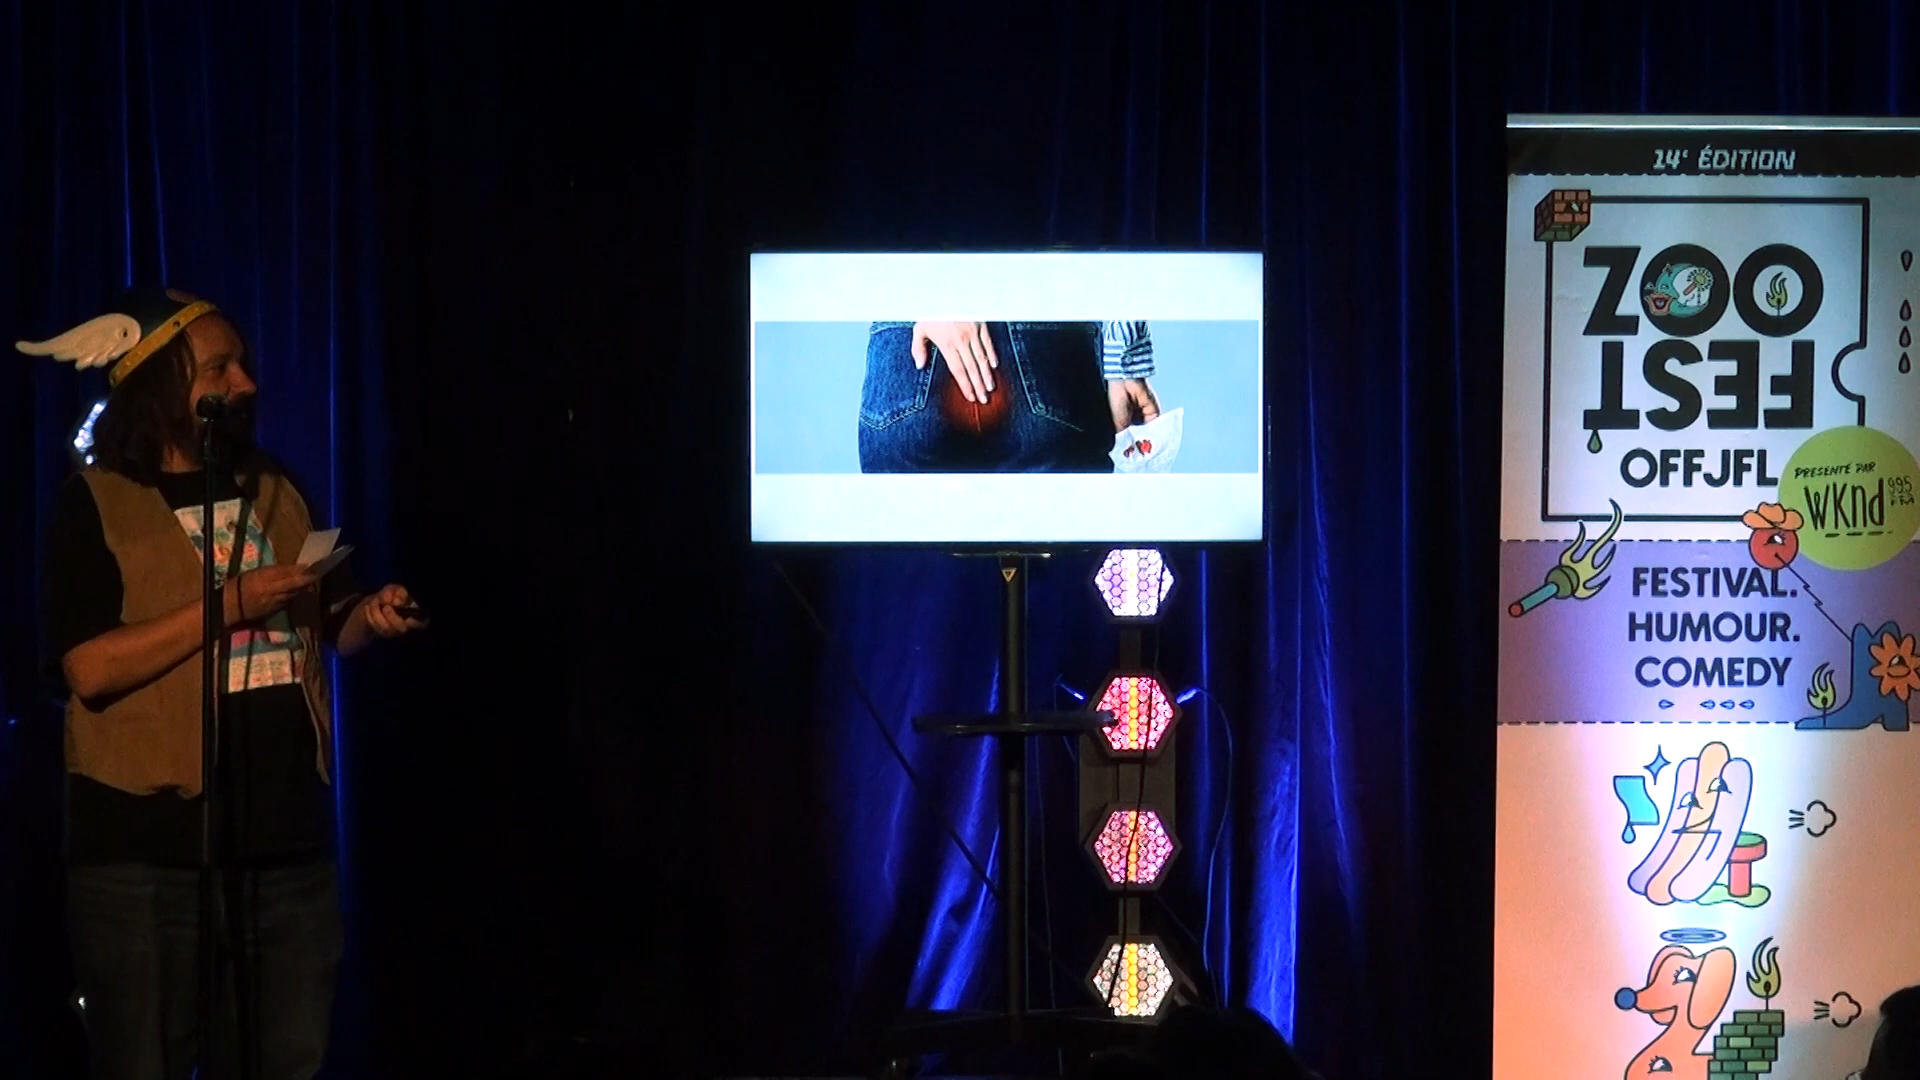 14e ÉDITION
ZOO
FEST
OFFJFL
PRÉSENTÉ PAR
WKND
99.5
FESTIVAL.
HUMOUR.
COMEDY